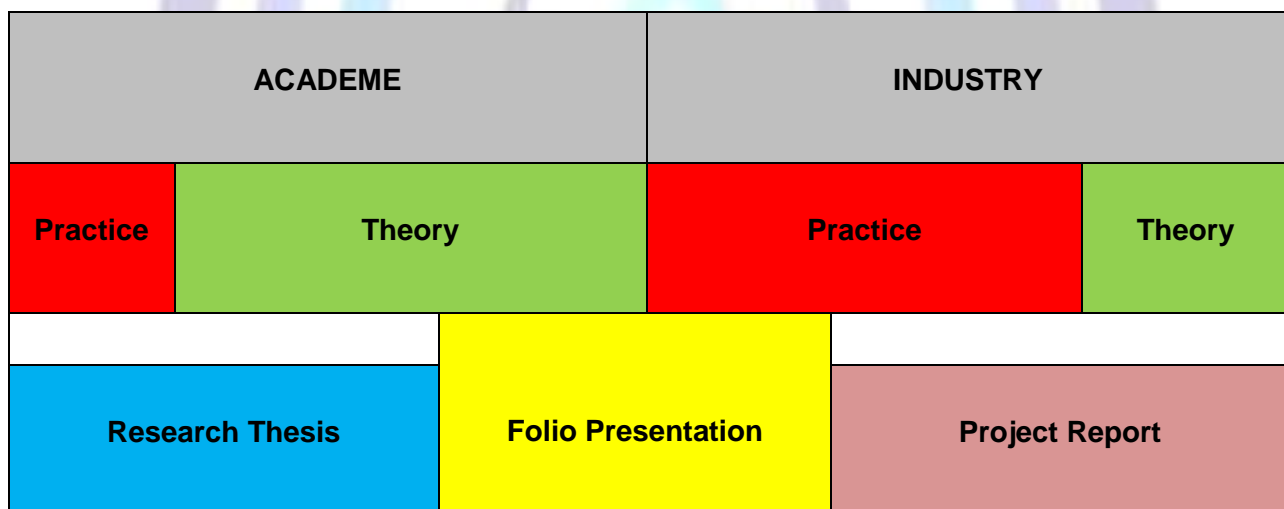 ACADEME
INDUSTRY
Practice
Theory
Practice
Theory
Research Thesis
Folio Presentation
Project Report